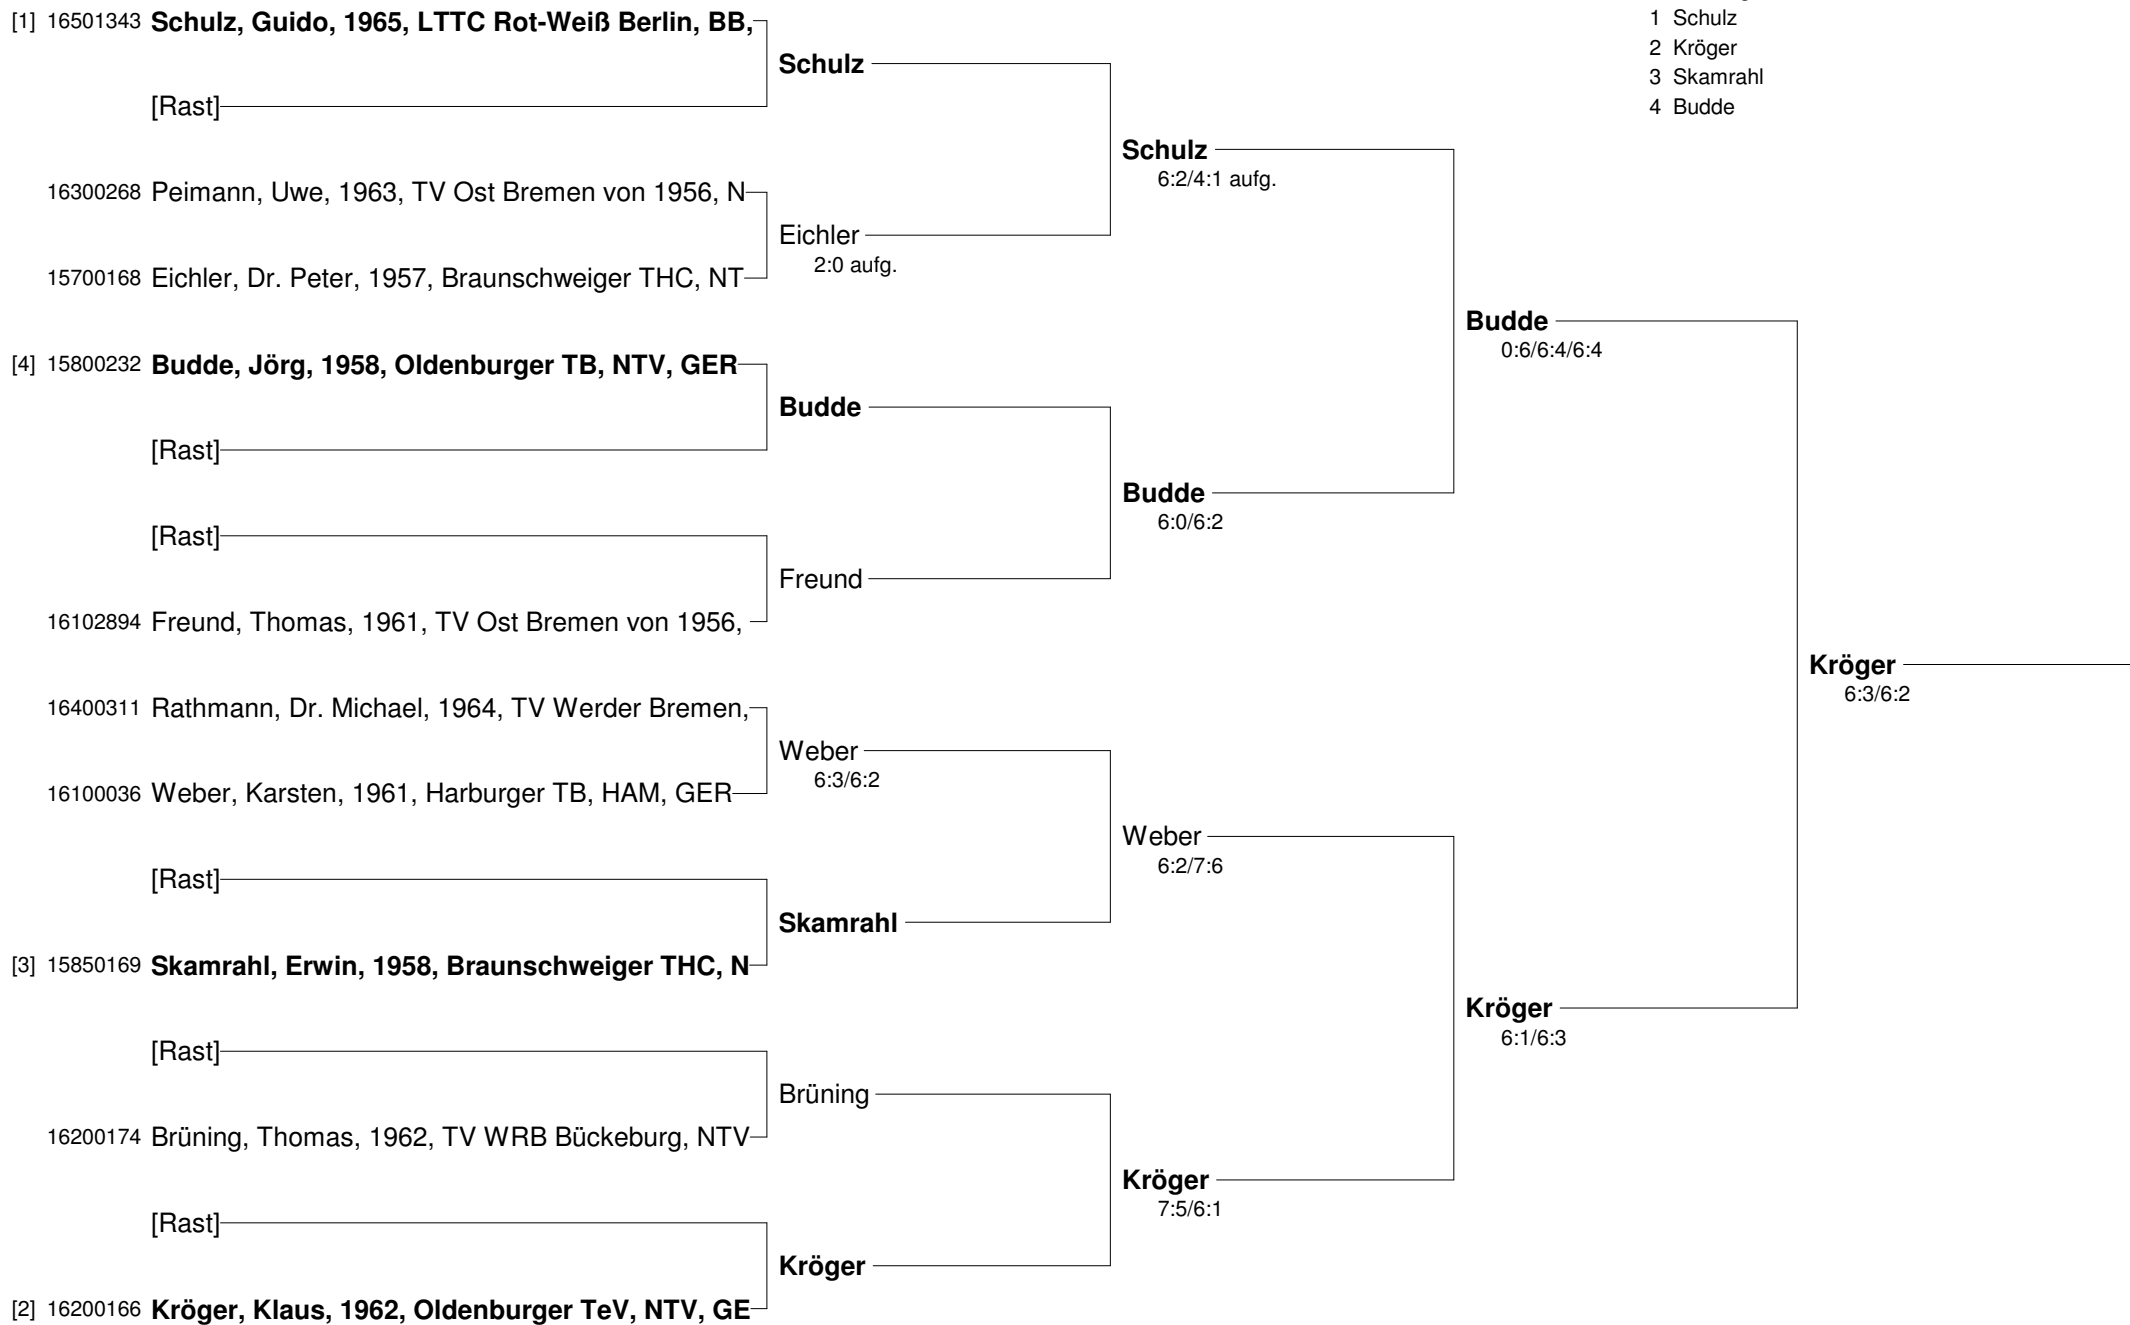 [1] 16501343 Schulz, Guido, 1965, LTTC Rot-Weiß Berlin, BB,
1 Schulz
2 Kröger
3 Skamrahl
4 Budde
Schulz
[Rast]
Schulz
6:2/4:1 aufg.
16300268 Peimann, Uwe, 1963, TV Ost Bremen von 1956, N
Eichler
2:0 aufg.
15700168 Eichler, Dr. Peter, 1957, Braunschweiger THC, NT
Budde
0:6/6:4/6:4
[4] 15800232 Budde, Jörg, 1958, Oldenburger TB, NTV, GER
Budde
[Rast]
Budde
6:0/6:2
[Rast]
Freund
16102894 Freund, Thomas, 1961, TV Ost Bremen von 1956,
Kröger
6:3/6:2
16400311 Rathmann, Dr. Michael, 1964, TV Werder Bremen,
Weber
6:3/6:2
16100036 Weber, Karsten, 1961, Harburger TB, HAM, GER
Weber
6:2/7:6
[Rast]
Skamrahl
[3] 15850169 Skamrahl, Erwin, 1958, Braunschweiger THC, N
Kröger
6:1/6:3
[Rast]
Brüning
16200174 Brüning, Thomas, 1962, TV WRB Bückeburg, NTV
Kröger
7:5/6:1
[Rast]
Kröger
[2] 16200166 Kröger, Klaus, 1962, Oldenburger TeV, NTV, GE